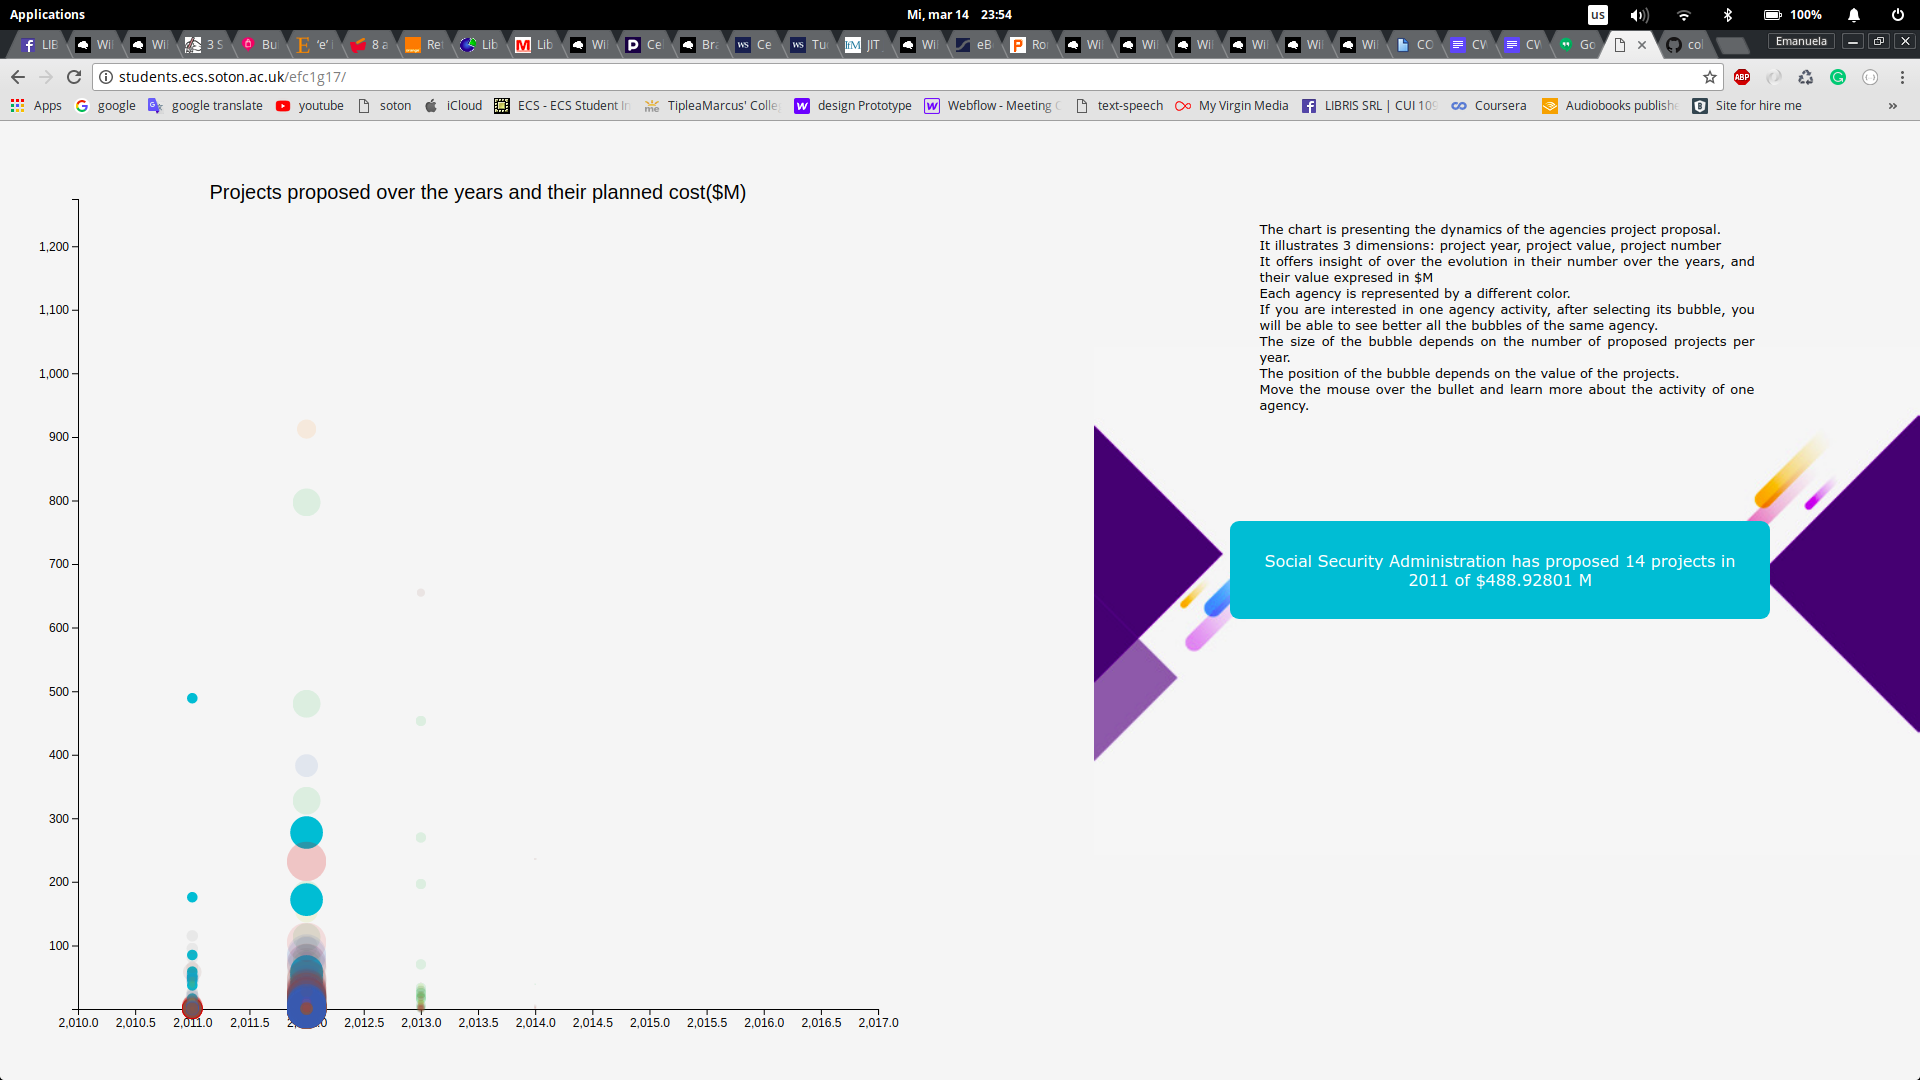 Applications
Mi, mar 14 23:54
us
100%
LIB
Wil
Wi
3 S
Bu
'e'
8 a
Re
Lib
Lib
Wi
Ce
Bra
Ce
Tu
JIT
Wi
eB
Ro
Wi
Wi
Wi
Wi
Wi
Wi
CO
CW
CW
Go
co
Emanuela
students.ecs.soton.ac.uk/efc1g17/
ABP
Apps
google
google translate
youtube
soton
iCloud
ECS - ECS Student In
TipleaMarcus' Colle
design Prototype
Webflow - Meeting
text-speech
My Virgin Media
LIBRIS SRL | CUI 109
Coursera
Audiobooks publish
Site for hire me
»
Projects proposed over the years and their planned cost($M)
1,200
1,100
1,000
900
800
700
600
500
400
300
200
100
2,010.0 2,010.5 2,011.0 2,011.5 2,012.0 2,012.5 2,013.0 2,013.5 2,014.0 2,014.5 2,015.0 2,015.5 2,016.0 2,016.5 2,017.0
The chart is presenting the dynamics of the agencies project proposal.
It illustrates 3 dimensions: project year, project value, project number
It offers insight of over the evolution in their number over the years, and
their value expresed in $M
Each agency is represented by a different color.
If you are interested in one agency activity, after selecting its bubble, you
will be able to see better all the bubbles of the same agency.
The size of the bubble depends on the number of proposed projects per
year.
The position of the bubble depends on the value of the projects.
Move the mouse over the bullet and learn more about the activity of one
agency.
Social Security Administration has proposed 14 projects in
2011 of $488.92801 M